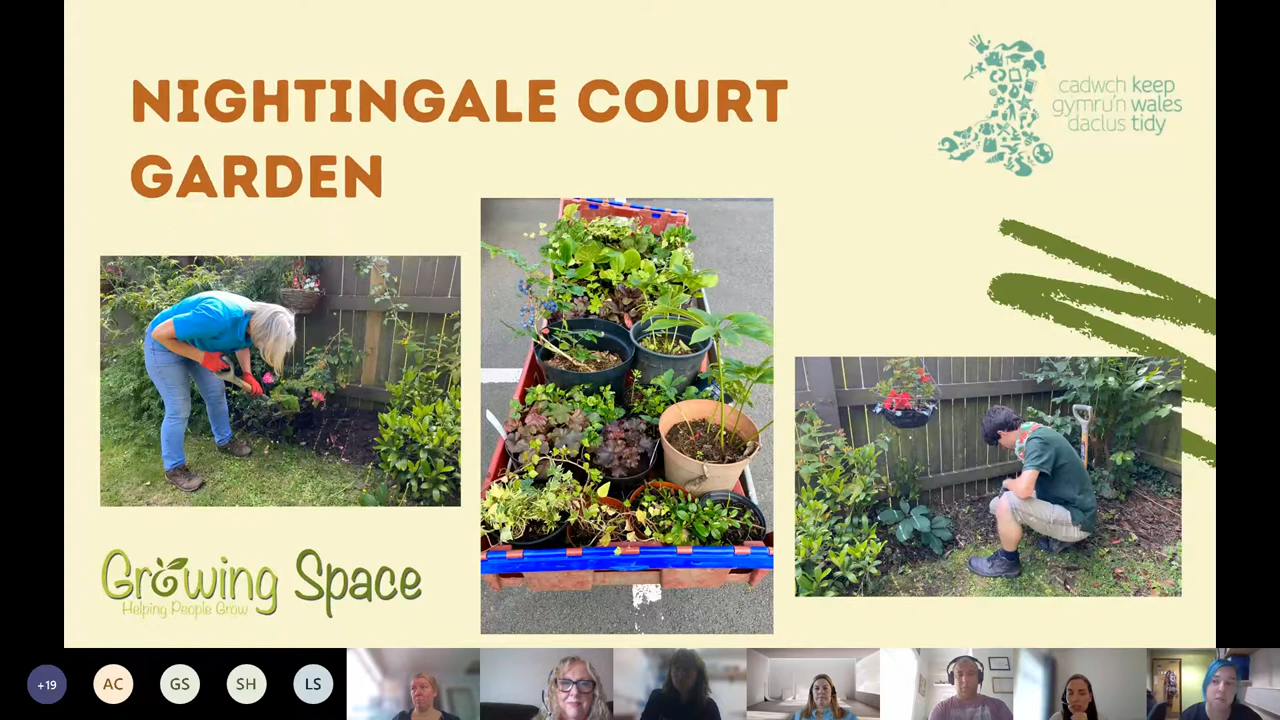 NIGHTINGALE COURT
GARDEN
cadwch keep
gymru'n wales
daclus tidy
Growing Space
Helping People Grow
+19
AC
GS
SH
LS